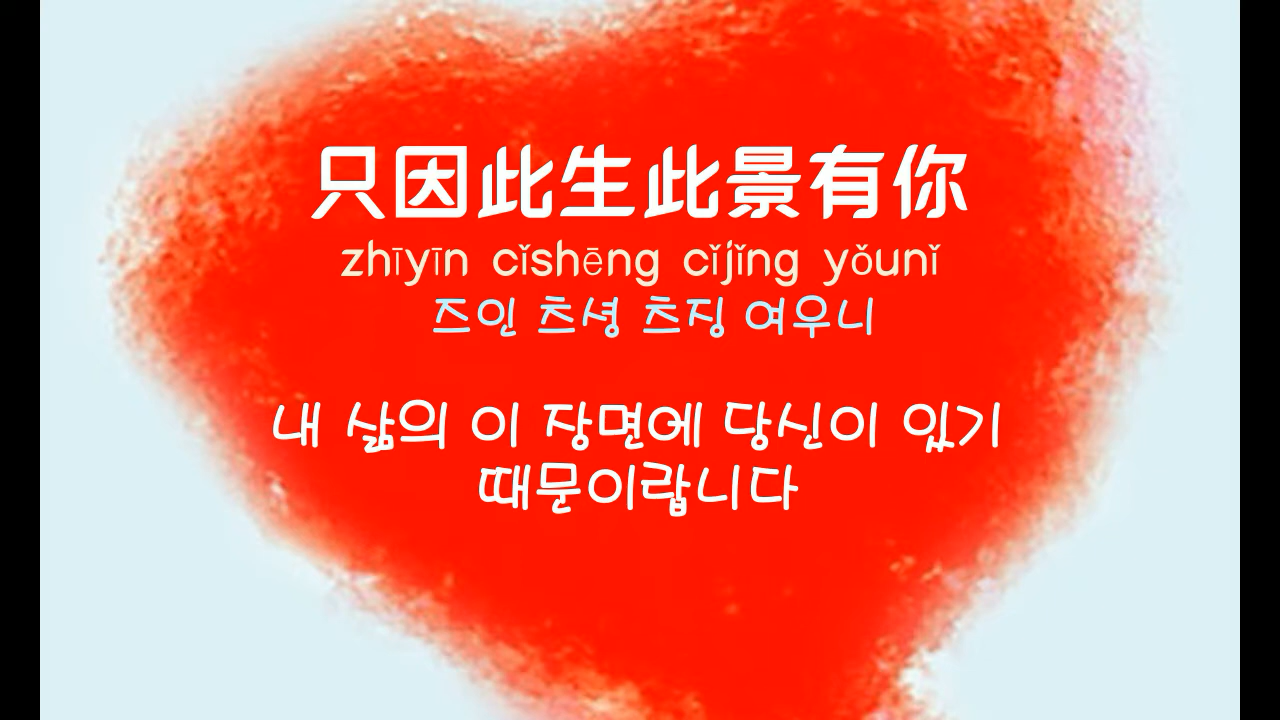 只因此生此景有你
zhīyīn cǐshēng cǐjǐng yǒunǐ
즈인 츠셩 츠징 여우니
내 삶의 이 장면에 당신이 있기
때문이랍니다